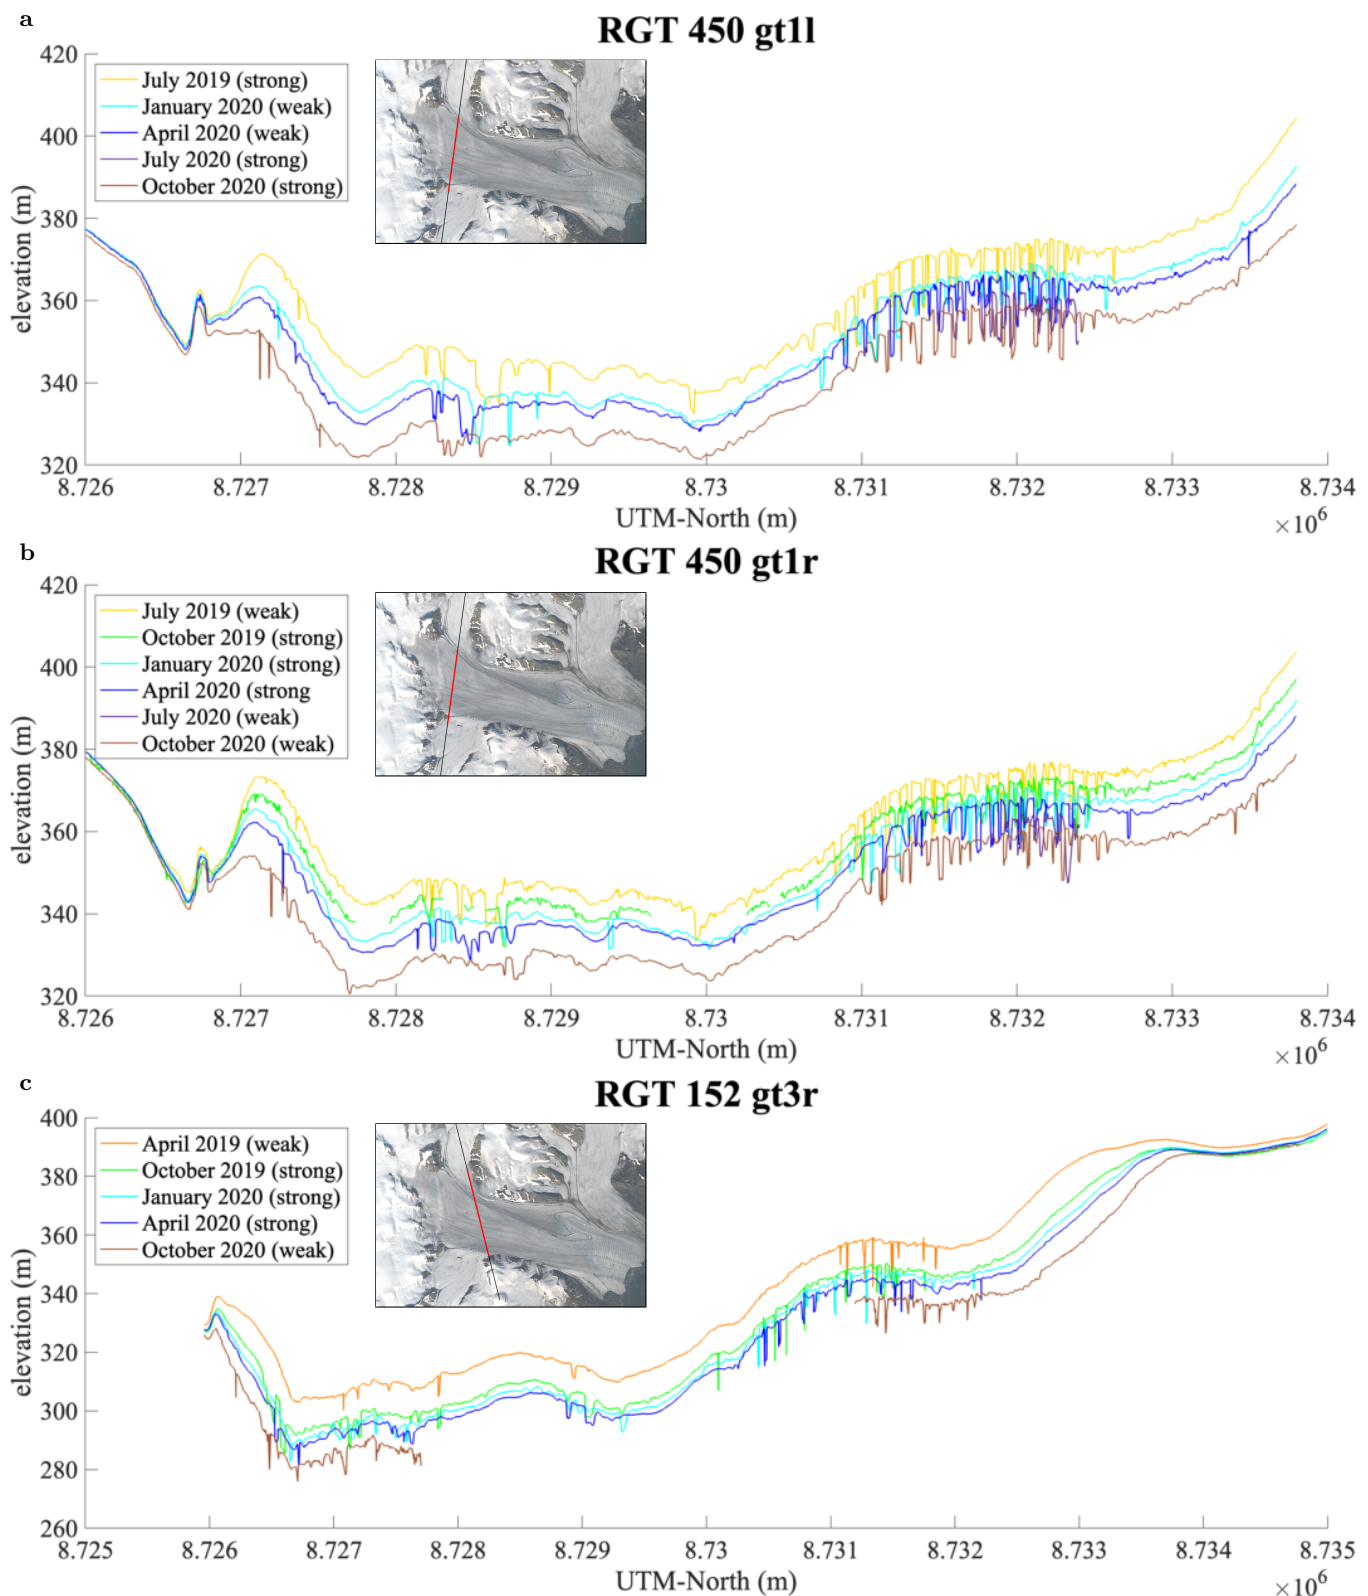 a
RGT 450 gt1l
420
400
380
360
340
320
elevation (m)
July 2019 (strong)
January 2020 (weak)
April 2020 (weak)
July 2020 (strong)
October 2020 (strong)
8.726 8.727 8.728 8.729 8.73 8.731 8.732 8.733 8.734
UTM-North (m)
×10⁶
b
RGT 450 gt1r
420
400
380
360
340
320
elevation (m)
July 2019 (weak)
October 2019 (strong)
January 2020 (strong)
April 2020 (strong
July 2020 (weak)
October 2020 (weak)
8.726 8.727 8.728 8.729 8.73 8.731 8.732 8.733 8.734
UTM-North (m)
×10⁶
c
RGT 152 gt3r
400
380
360
340
320
300
280
260
elevation (m)
April 2019 (weak)
October 2019 (strong)
January 2020 (strong)
April 2020 (strong)
October 2020 (weak)
8.725 8.726 8.727 8.728 8.729 8.73 8.731 8.732 8.733 8.734 8.735
UTM-North (m)
×10⁶